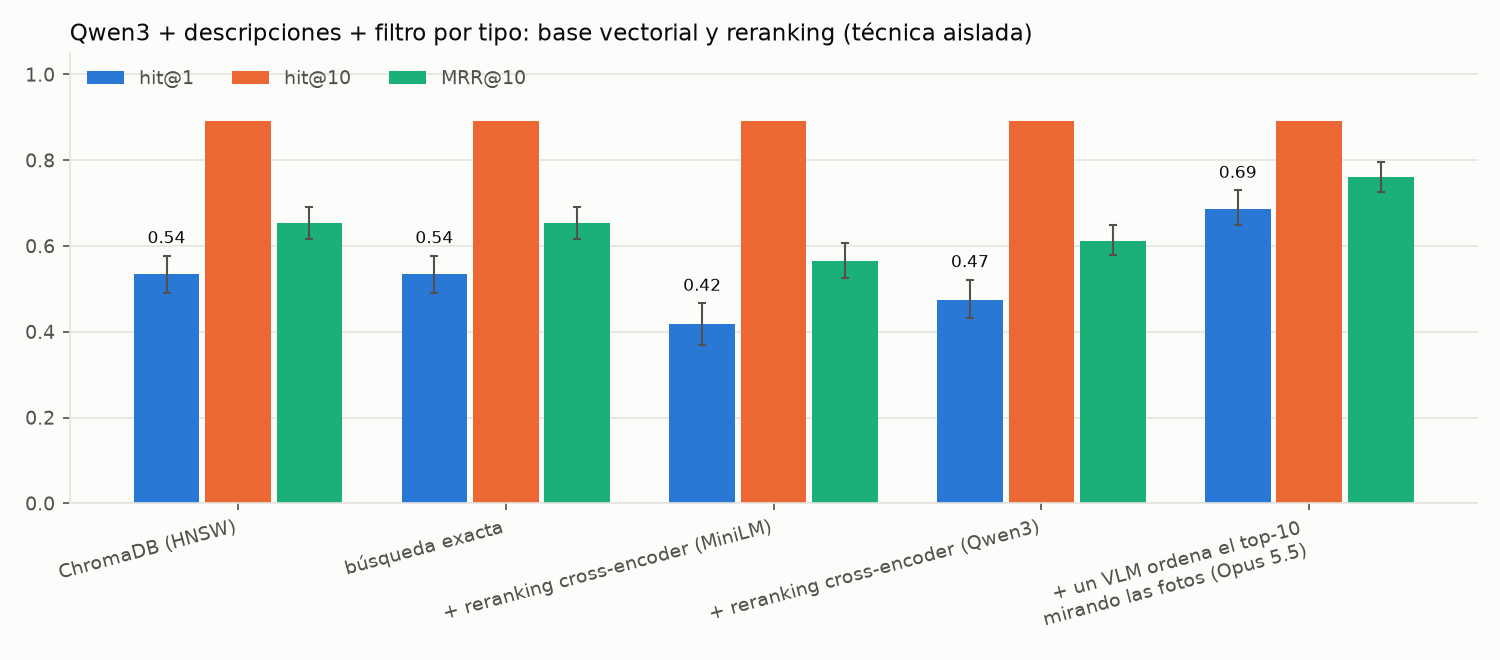 Qwen3 + descripciones + filtro por tipo: base vectorial y reranking (técnica aislada)
hit@1 hit@10 MRR@10
1.0
0.8
0.6
0.4
0.2
0.0
0.54
0.54
0.42
0.47
0.69
ChromaDB (HNSW)
búsqueda exacta
+ reranking cross-encoder (MiniLM)
+ reranking cross-encoder (Qwen3)
+ un VLM ordena el top-10
mirando las fotos (Opus 5.5)